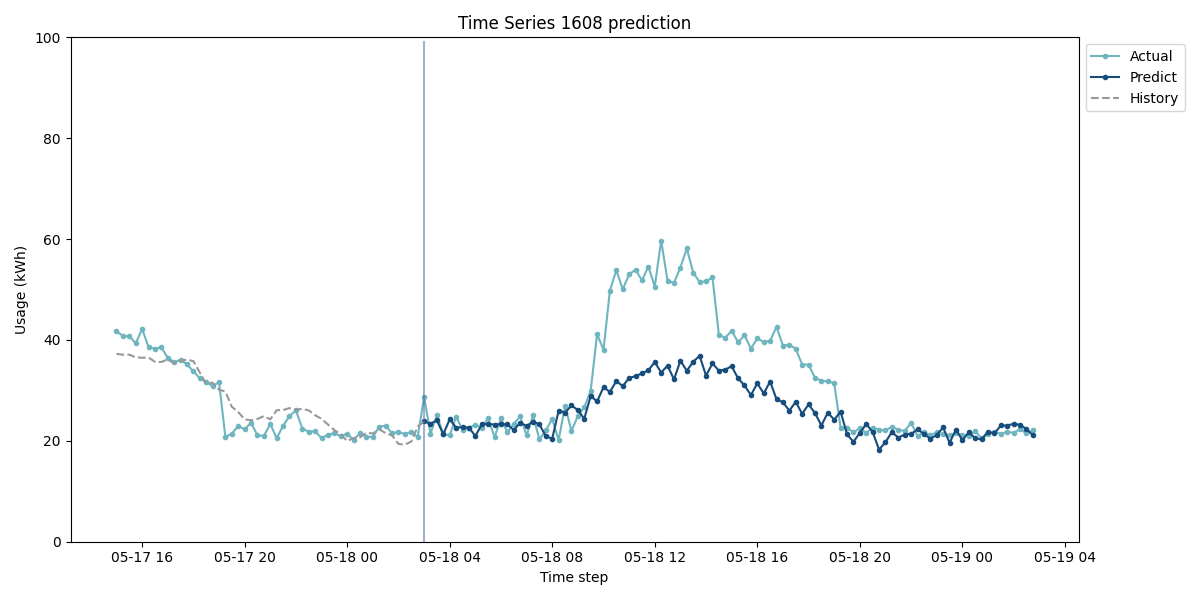 Time Series 1608 prediction
100
80
60
40
20
0
Usage (kWh)
05-17 16
05-17 20
05-18 00
05-18 04
05-18 08
05-18 12
05-18 16
05-18 20
05-19 00
05-19 04
Time step
Actual
Predict
History